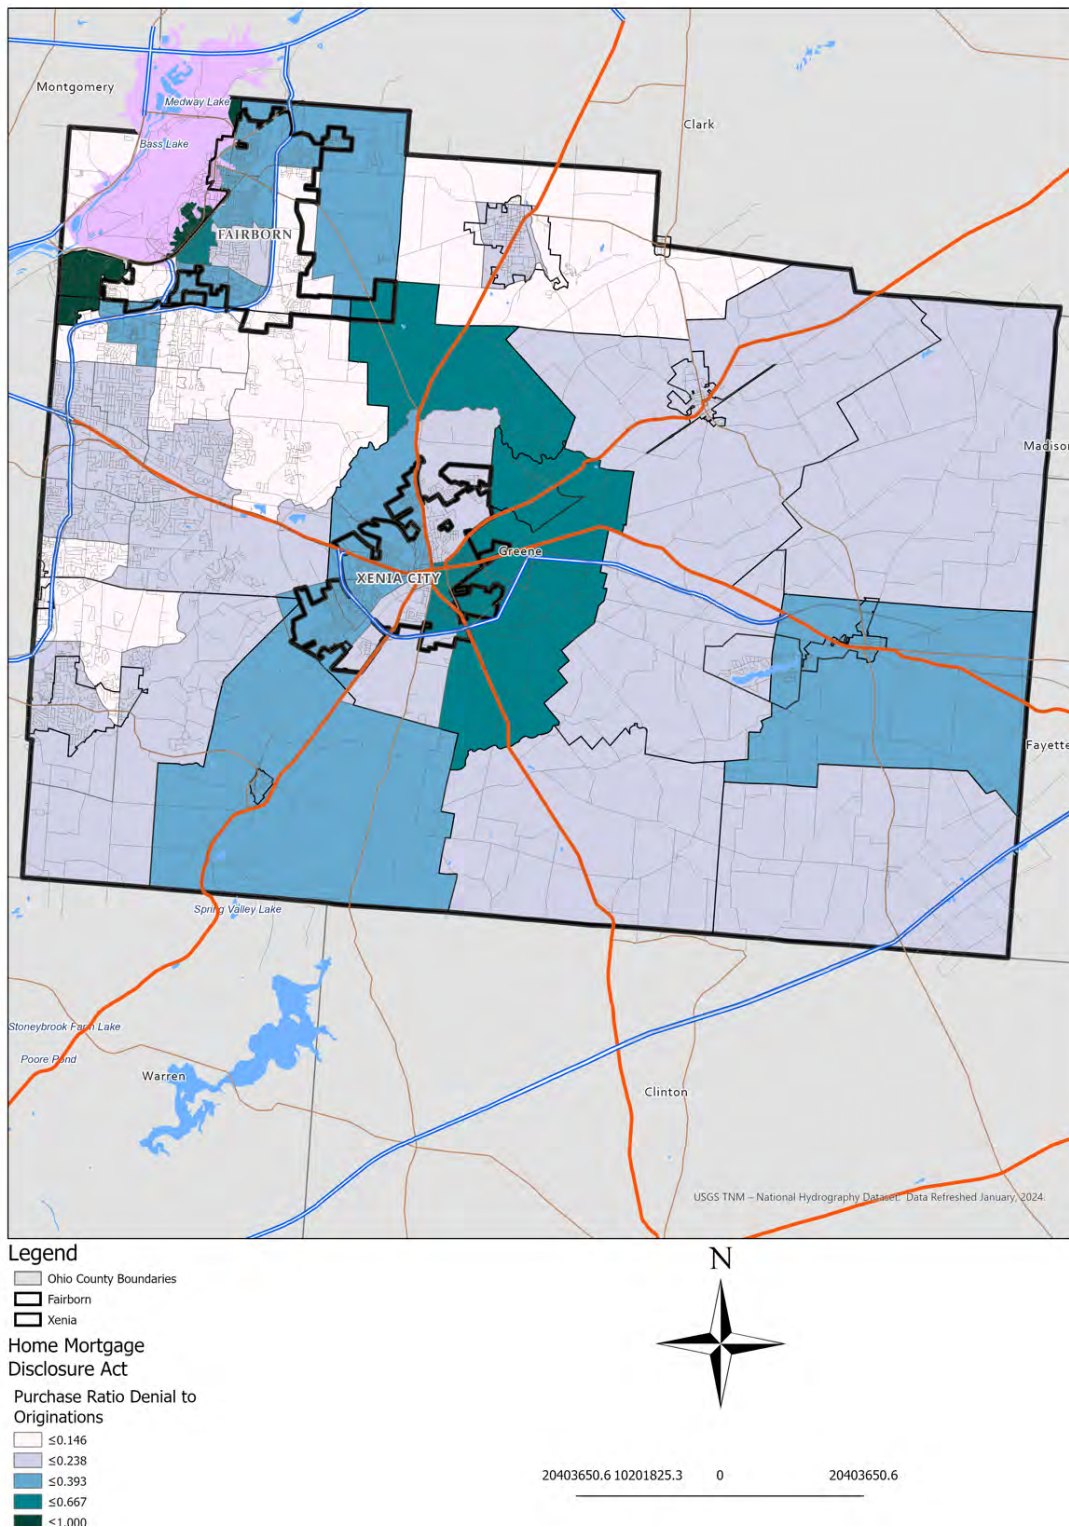 Montgomery
Medway Lake
Clark
Bass Lake
FAIRBORN
Madison
Greene
XENIA CITY
Fayette
Spring Valley Lake
Stoneybrook Farm Lake
Poore Pond
Warren
Clinton
USGS TNM – National Hydrography Dataset. Data Refreshed January, 2024.
Legend
Ohio County Boundaries
Fairborn
Xenia
Home Mortgage
Disclosure Act
Purchase Ratio Denial to
Originations
≤0.146
≤0.238
≤0.393
≤0.667
≤1.000
N
20403650.6 10201825.3 0 20403650.6